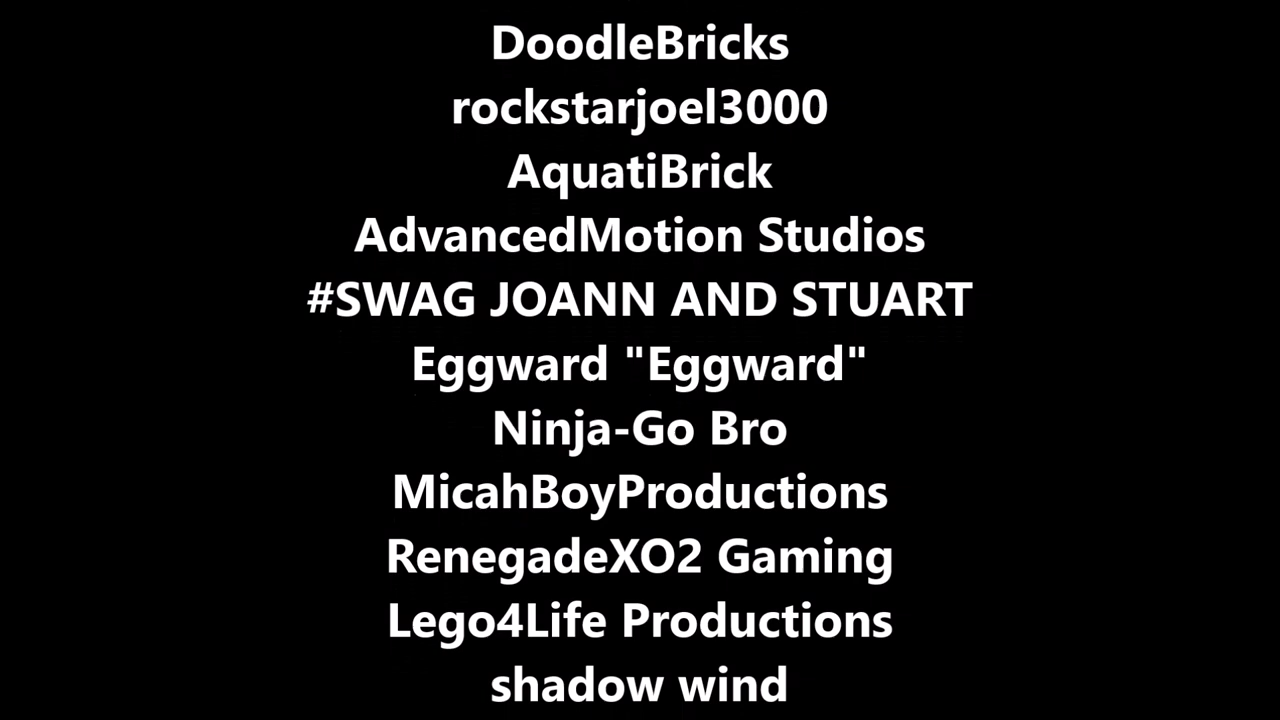 DoodleBricks
rockstarjoel3000
AquatiBrick
AdvancedMotion Studios
#SWAG JOANN AND STUART
Eggward "Eggward"
Ninja-Go Bro
MicahBoyProductions
RenegadeXO2 Gaming
Lego4Life Productions
shadow wind